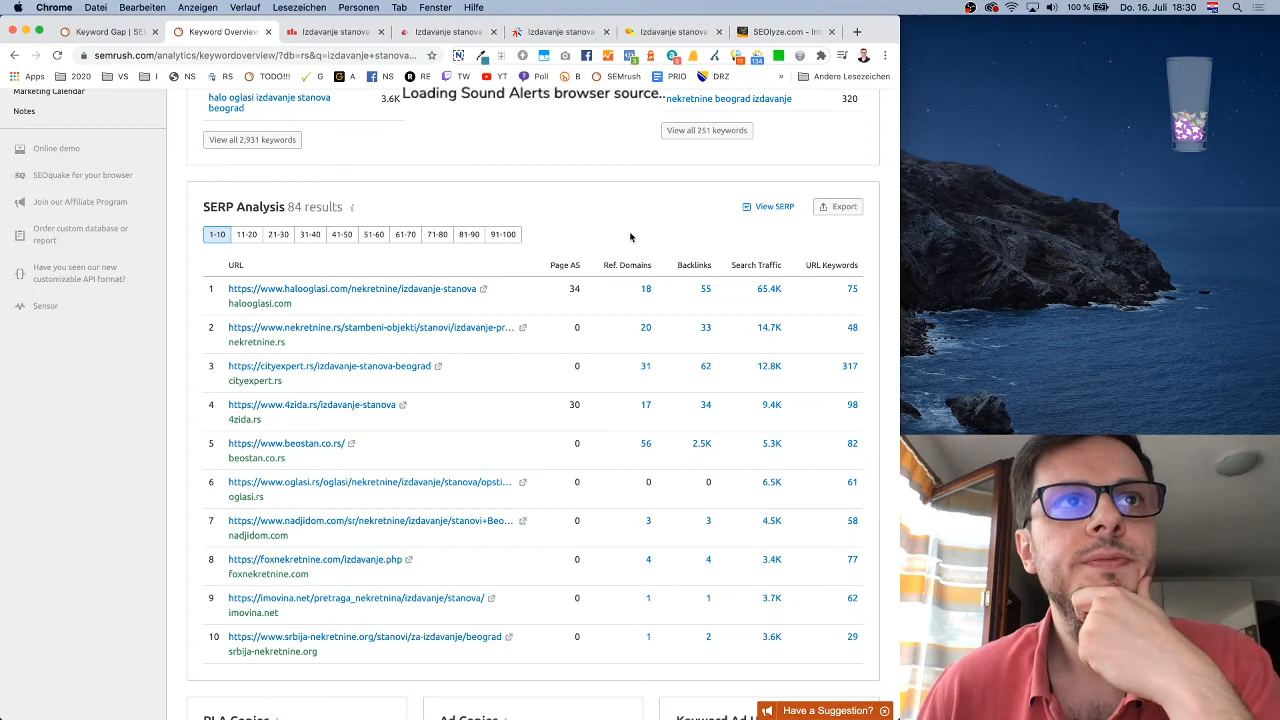 Chrome Datei Bearbeiten Anzeigen Verlauf Lesezeichen Personen Tab Fenster Hilfe 100 % Do. 16. Juli 18:30
Keyword Gap | SE Keyword Overview Izdavanje stanova Izdavanje stanova Izdavanje stanova Izdavanje stanova SEOlyze.com - Int
semrush.com/analytics/keywordoverview/?db=rs&q=izdavanje+stanova...
Apps 2020 VS I NS RS TODO!!! G A NS RE TW YT Poll B SEMrush PRIO DRZ » Andere Lesezeichen
Marketing Calendar
Notes
Online demo
SEOquake for your browser
Join our Affiliate Program
Order custom database or
report
Have you seen our new
customizable API format?
Sensor
halo oglasi izdavanje stanova
beograd
3.6K
Loading Sound Alerts browser source..
nekretnine beograd izdavanje 320
View all 2,931 keywords
View all 251 keywords
SERP Analysis 84 results
View SERP Export
1-10 11-20 21-30 31-40 41-50 51-60 61-70 71-80 81-90 91-100
URL Page AS Ref. Domains Backlinks Search Traffic URL Keywords
1 https://www.halooglasi.com/nekretnine/izdavanje-stanova 34 18 55 65.4K 75
halooglasi.com
2 https://www.nekretnine.rs/stambeni-objekti/stanovi/izdavanje-pr... 0 20 33 14.7K 48
nekretnine.rs
3 https://cityexpert.rs/izdavanje-stanova-beograd 0 31 62 12.8K 317
cityexpert.rs
4 https://www.4zida.rs/izdavanje-stanova 30 17 34 9.4K 98
4zida.rs
5 https://www.beostan.co.rs/ 0 56 2.5K 5.3K 82
beostan.co.rs
6 https://www.oglasi.rs/oglasi/nekretnine/izdavanje/stanova/opsti... 0 0 0 6.5K 61
oglasi.rs
7 https://www.nadjidom.com/sr/nekretnine/izdavanje/stanovi+Beo... 0 3 3 4.5K 58
nadjidom.com
8 https://foxnekretnine.com/izdavanje.php 0 4 4 3.4K 77
foxnekretnine.com
9 https://imovina.net/pretraga_nekretnina/izdavanje/stanova/ 0 1 1 3.7K 62
imovina.net
10 https://www.srbija-nekretnine.org/stanovi/za-izdavanje/beograd 0 1 2 3.6K 29
srbija-nekretnine.org
Have a Suggestion?